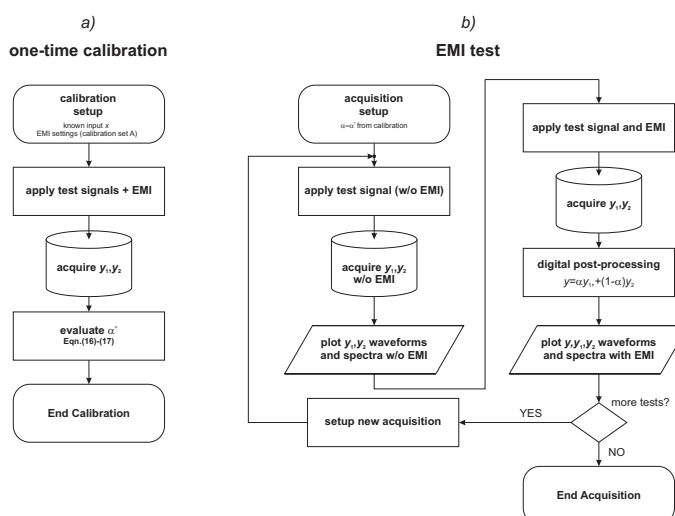 a)
one-time calibration
calibration
setup
known input x
EMI settings (calibration set A)
apply test signals + EMI
acquire y₁,y₂
evaluate α*
Eqn.(16)-(17)
End Calibration
b)
EMI test
acquisition
setup
α=α* from calibration
apply test signal (w/o EMI)
acquire y₁,y₂
w/o EMI
plot y₁,y₂ waveforms
and spectra w/o EMI
setup new acquisition
apply test signal and EMI
acquire y₁,y₂
digital post-processing
y=αy₁,+(1-α)y₂
plot y,y₁,y₂ waveforms
and spectra with EMI
more tests?
YES
NO
End Acquisition